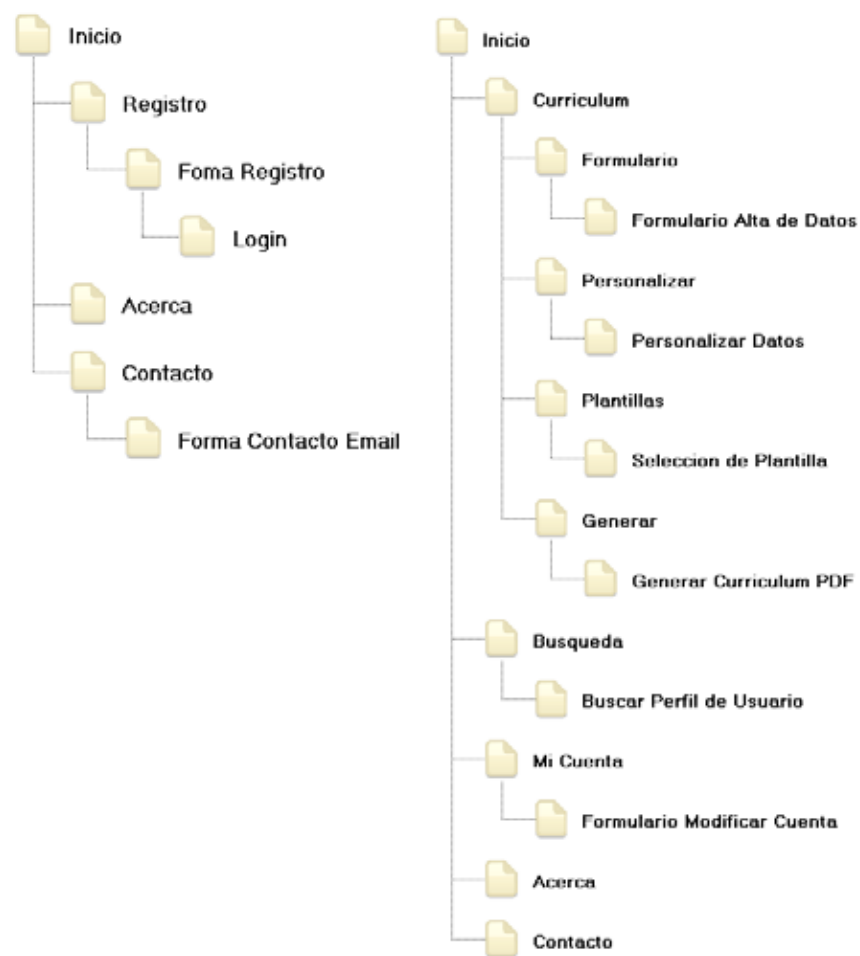 Inicio
Registro
Foma Registro
Login
Acerca
Contacto
Forma Contacto Email
Inicio
Curriculum
Formulario
Formulario Alta de Datos
Personalizar
Personalizar Datos
Plantillas
Seleccion de Plantilla
Generar
Generar Curriculum PDF
Busqueda
Buscar Perfil de Usuario
Mi Cuenta
Formulario Modificar Cuenta
Acerca
Contacto